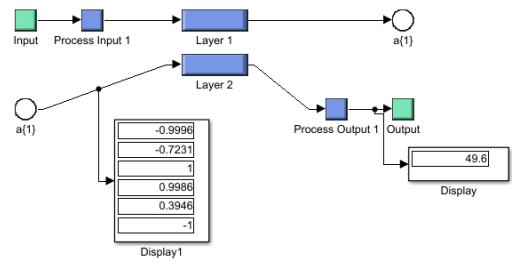 Input
Process Input 1
Layer 1
a{1}
Layer 2
a{1}
Process Output 1
Output
-0.9996
-0.7231
1
0.9986
0.3946
-1
Display1
49.6
Display